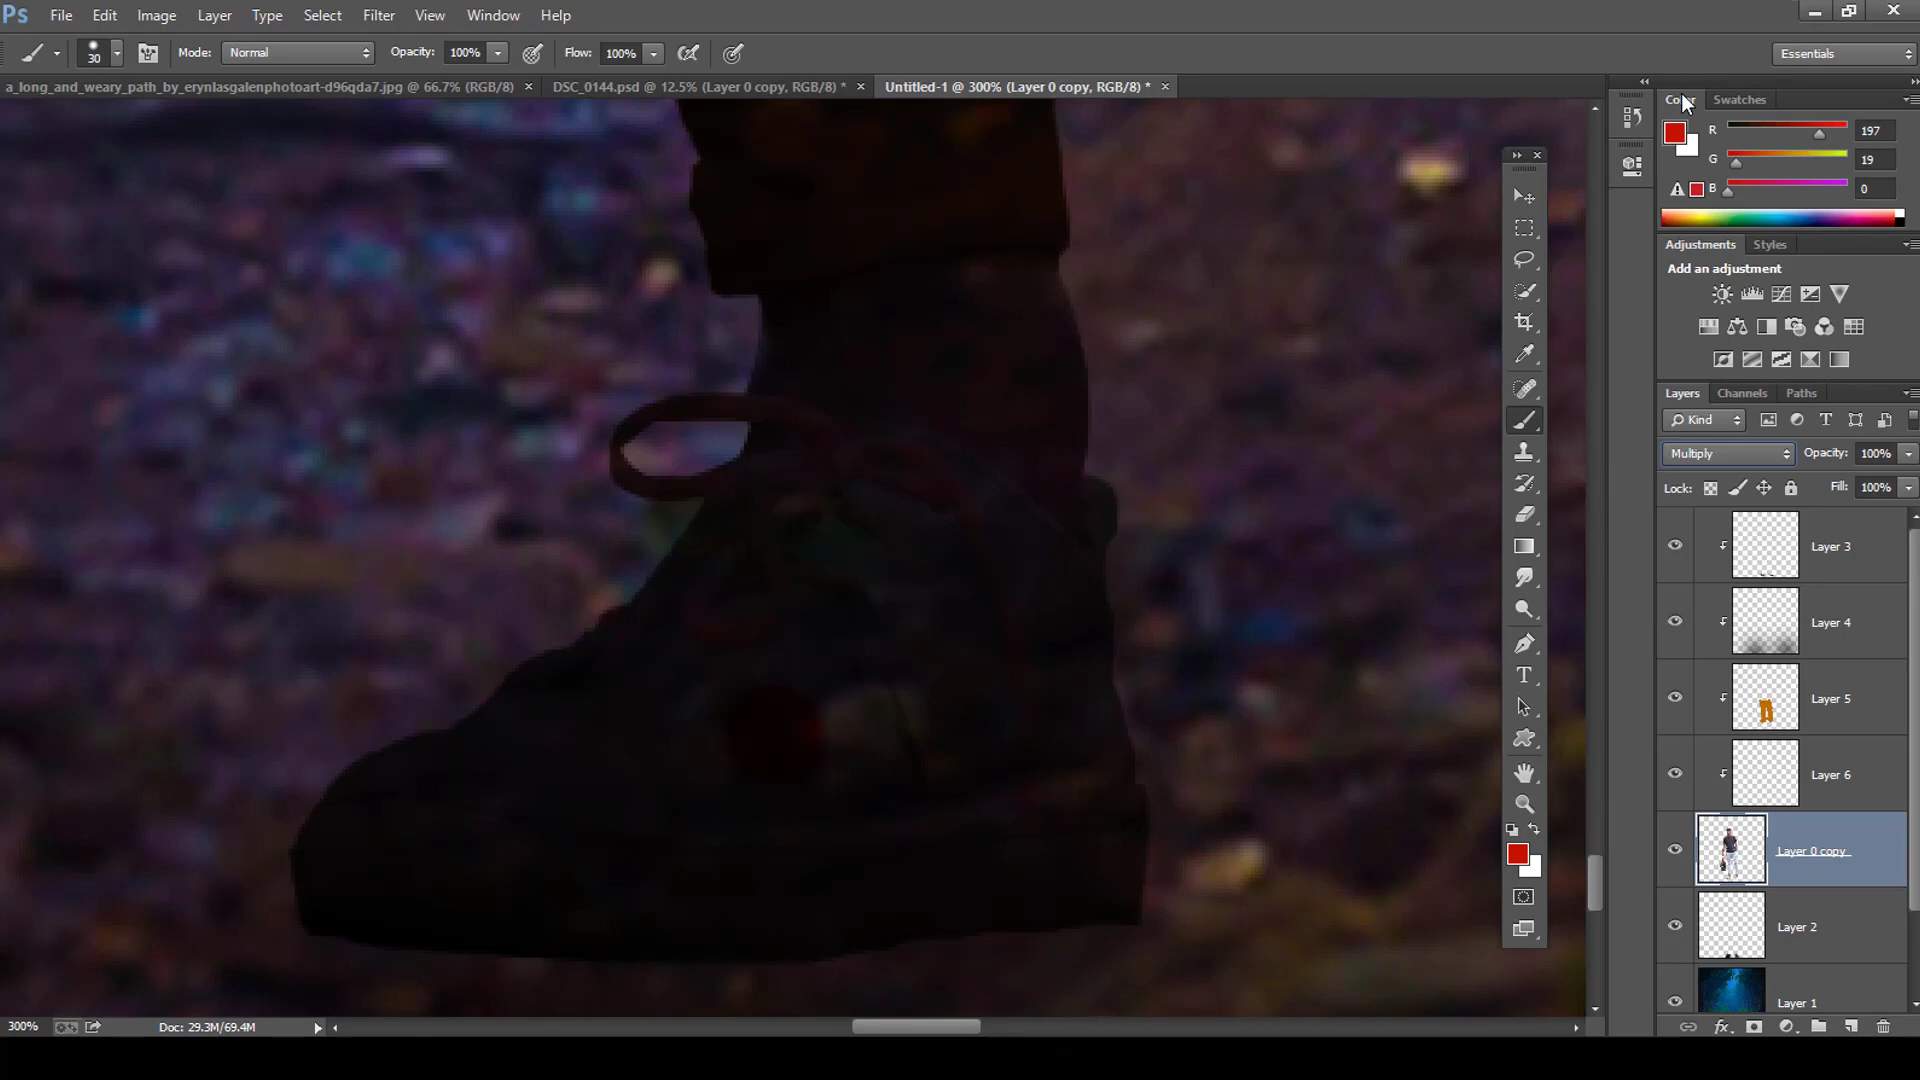 Ps File Edit Image Layer Type Select Filter View Window Help
30 Mode: Normal Opacity: 100% Flow: 100% Essentials
a_long_and_weary_path_by_erynlasgalenphotoart-d96qda7.jpg @ 66.7% (RGB/8) × DSC_0144.psd @ 12.5% (Layer 0 copy, RGB/8) * × Untitled-1 @ 300% (Layer 0 copy, RGB/8) * ×
Swatches
R 197
G 19
B 0
Adjustments Styles
Add an adjustment
Layers Channels Paths
Kind T
Multiply Opacity: 100%
Lock: Fill: 100%
Layer 3
Layer 4
Layer 5
Layer 6
Layer 0 copy
Layer 2
Layer 1
T
fx
300% Doc: 29.3M/69.4M